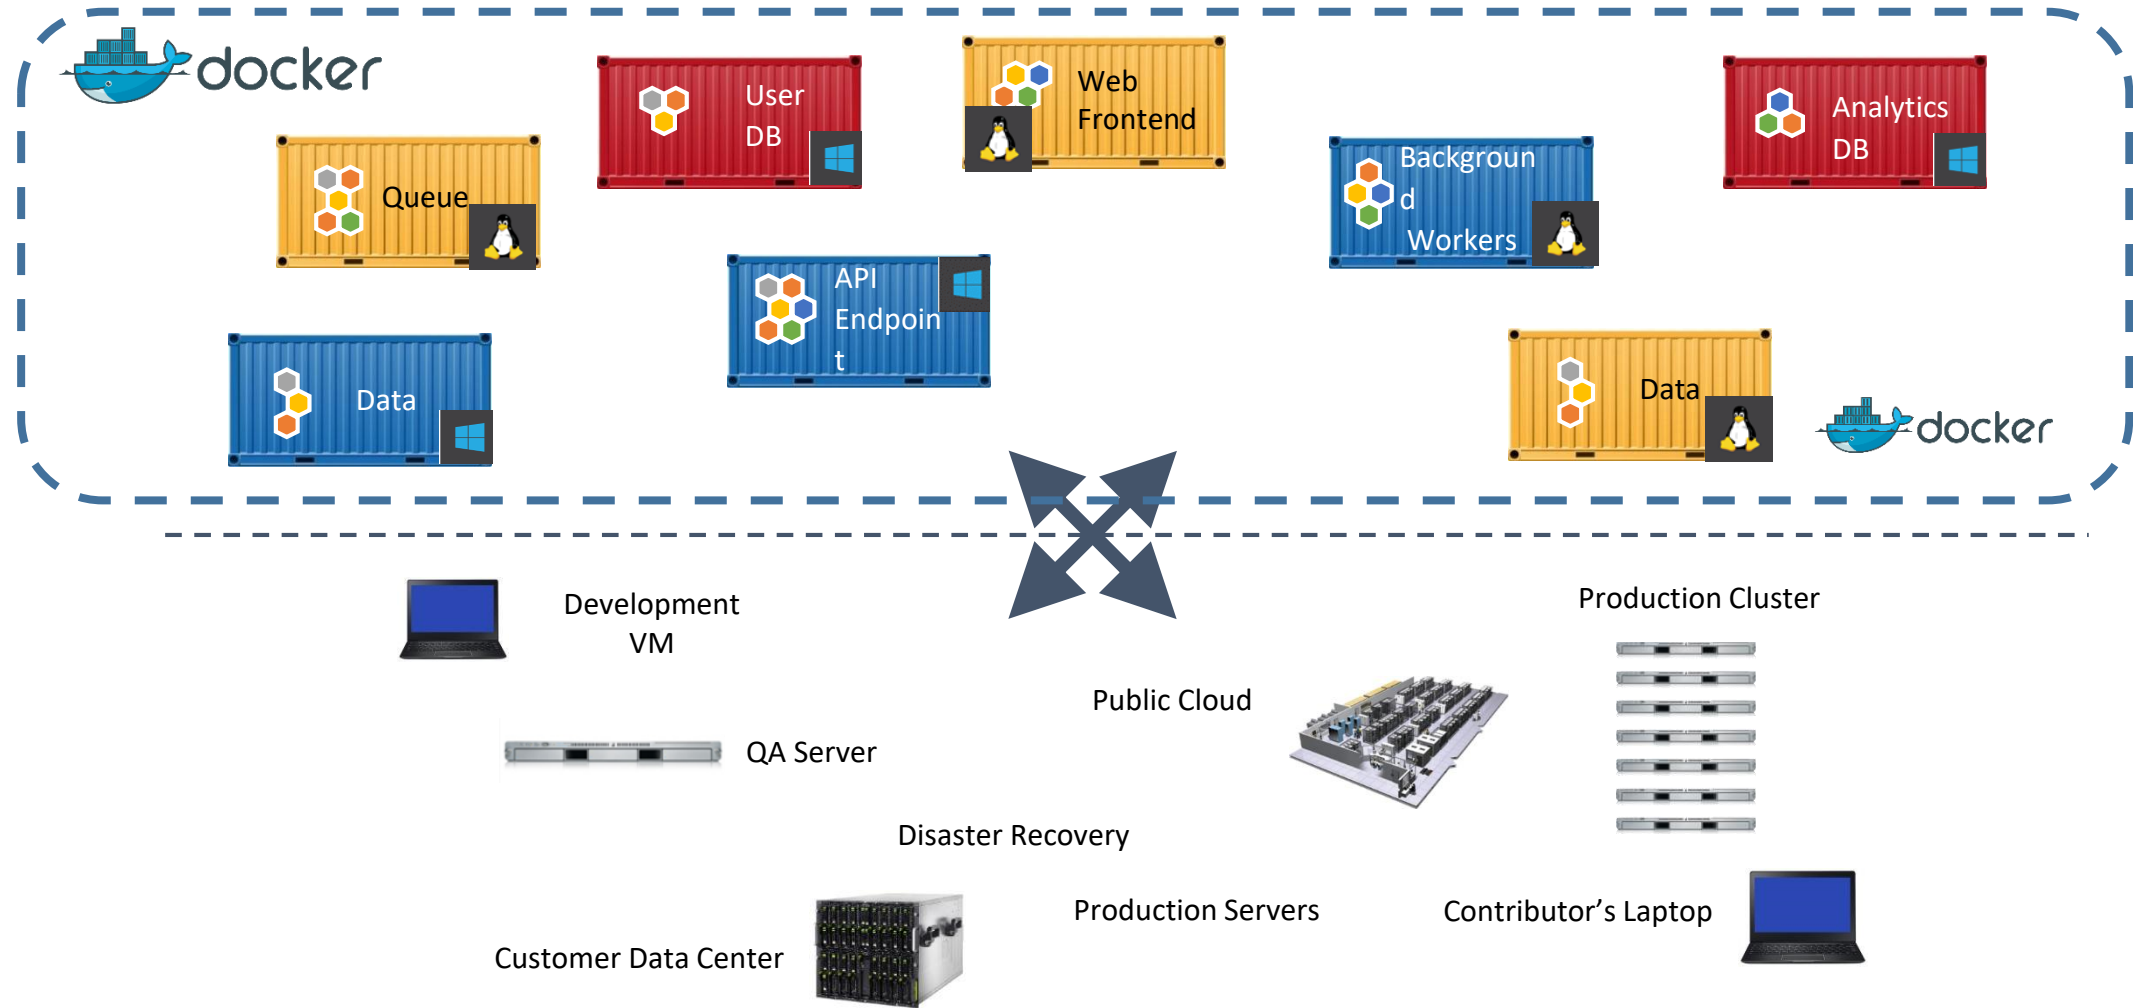 docker
User
DB
Web
Frontend
Analytics
DB
Queue
Backgroun
d
Workers
API
Endpoin
t
Data
Data
docker
Development
VM
Production Cluster
Public Cloud
QA Server
Disaster Recovery
Production Servers
Contributor’s Laptop
Customer Data Center